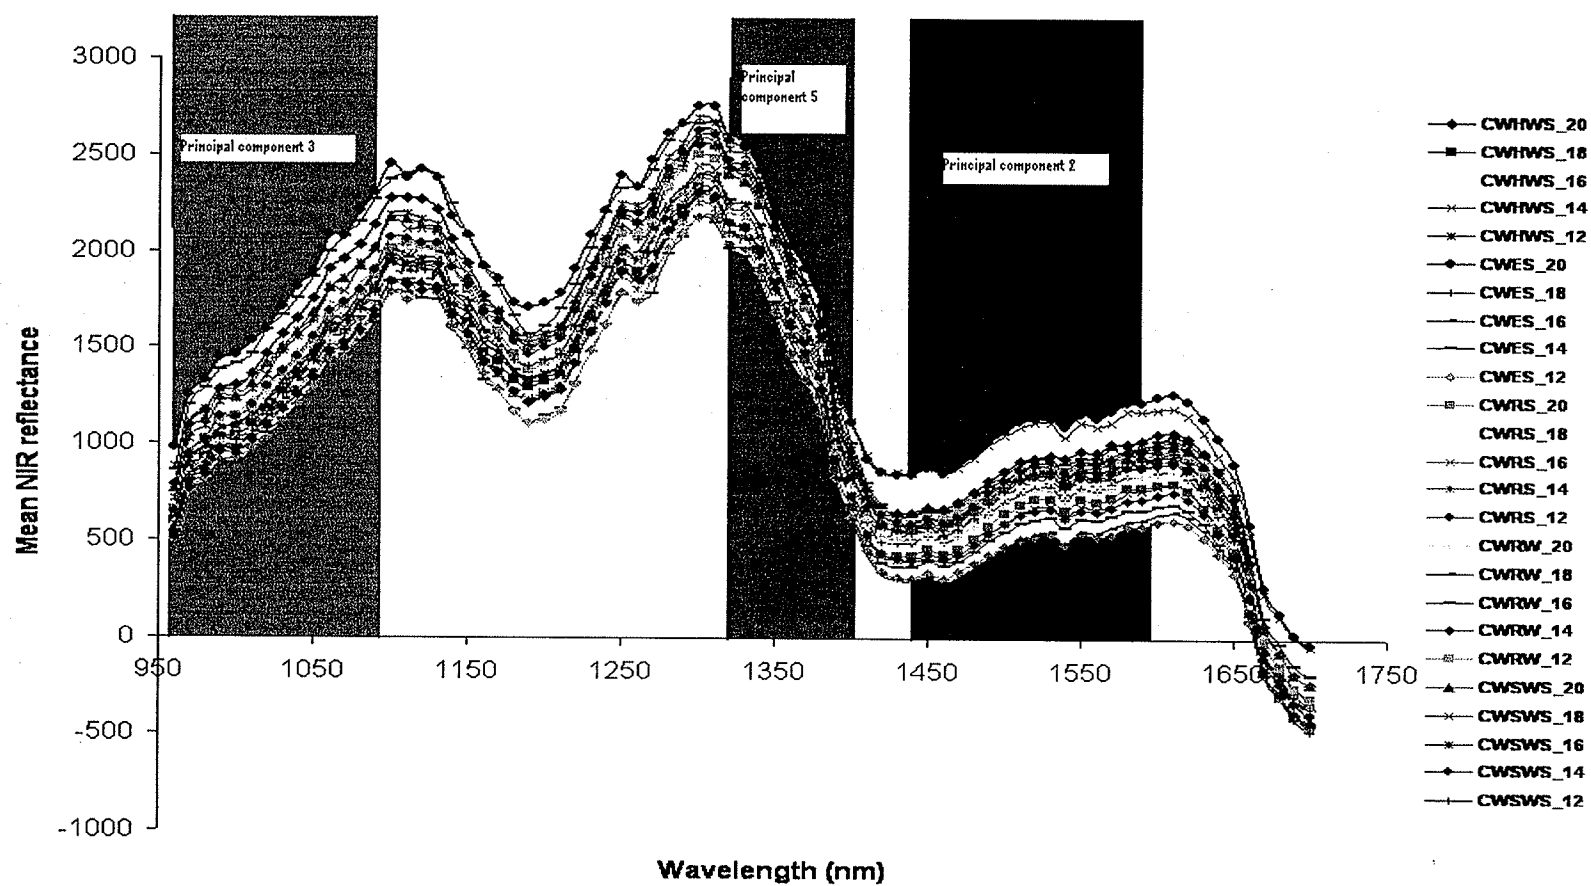 Principal
component 5
Principal component 3
Principal component 2
3000
2500
2000
1500
1000
500
0
-500
-1000
950
1050
1150
1250
1350
1450
1550
1650
1750
Mean NIR reflectance
Wavelength (nm)
CWHWS_20
CWHWS_18
CWHWS_16
CWHWS_14
CWHWS_12
CWES_20
CWES_18
CWES_16
CWES_14
CWES_12
CWRS_20
CWRS_18
CWRS_16
CWRS_14
CWRS_12
CWRW_20
CWRW_18
CWRW_16
CWRW_14
CWRW_12
CWSWS_20
CWSWS_18
CWSWS_16
CWSWS_14
CWSWS_12